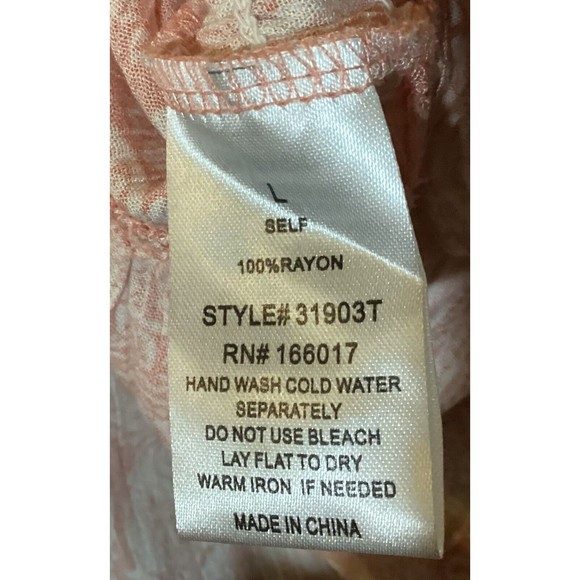 L
SELF
100%RAYON
STYLE# 31903T
RN# 166017
HAND WASH COLD WATER
SEPARATELY
DO NOT USE BLEACH
LAY FLAT TO DRY
WARM IRON IF NEEDED
MADE IN CHINA